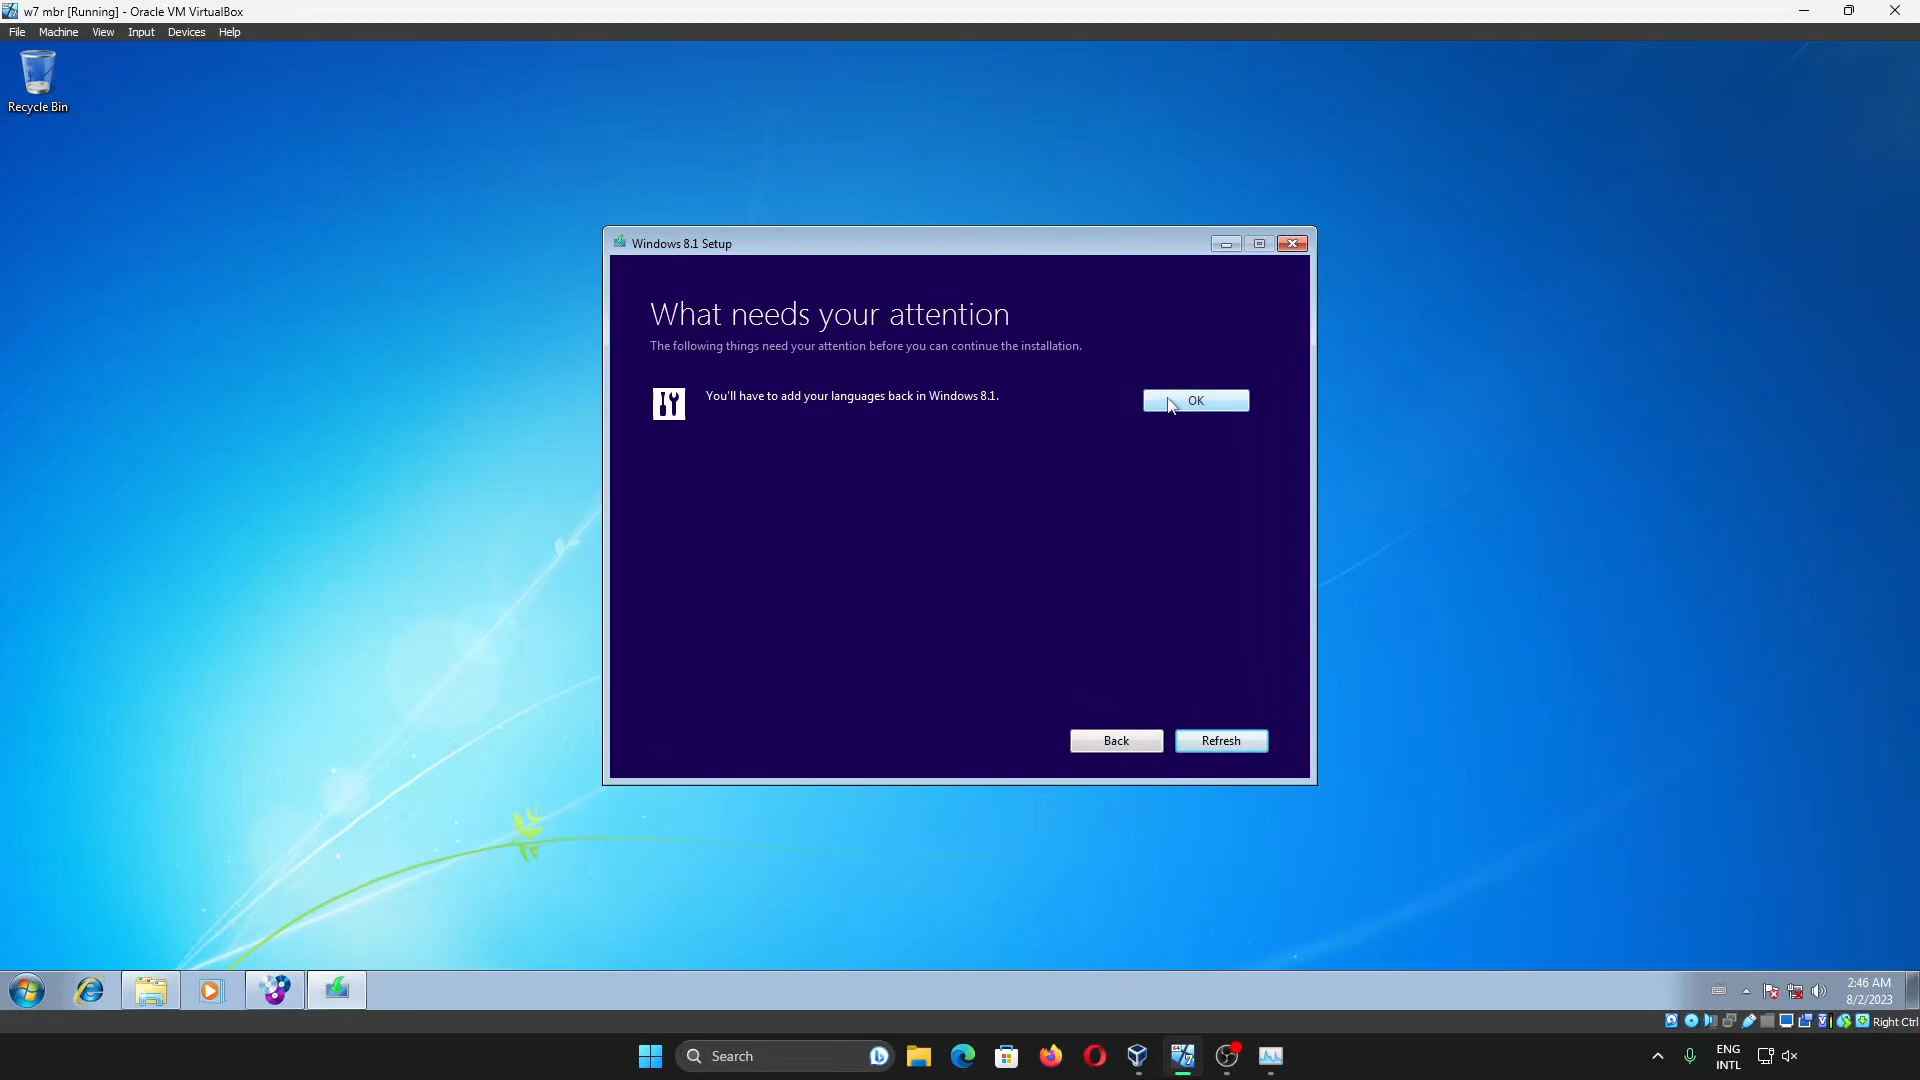 w7 mbr [Running] - Oracle VM VirtualBox
File Machine View Input Devices Help
Recycle Bin
Windows 8.1 Setup
What needs your attention
The following things need your attention before you can continue the installation.
You'll have to add your languages back in Windows 8.1.
OK
Back
Refresh
2:46 AM
8/2/2023
Right Ctrl
Search
ENG
INTL